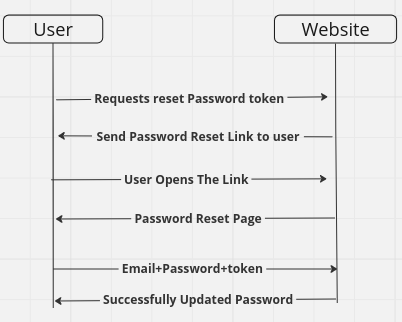 User
Website
Requests reset Password token
Send Password Reset Link to user
User Opens The Link
Password Reset Page
Email+Password+token
Successfully Updated Password